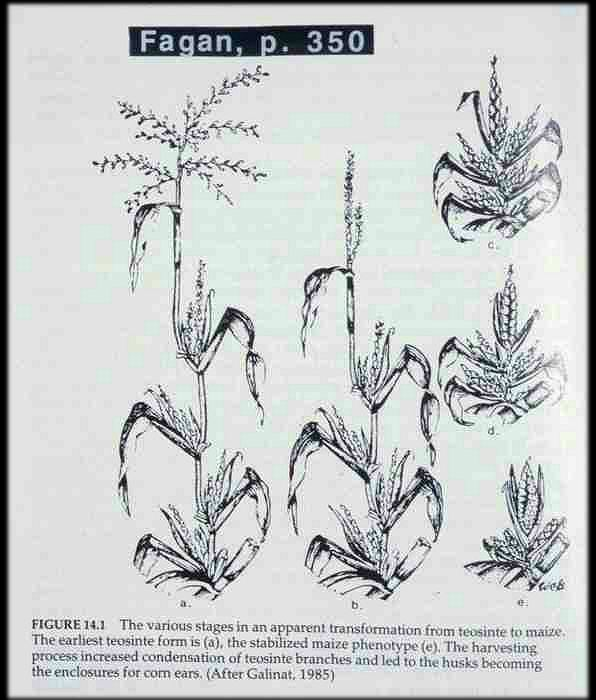 Fagan, p. 350
c.
d.
a.
b.
e.
FIGURE 14.1 The various stages in an apparent transformation from teosinte to maize.
The earliest teosinte form is (a), the stabilized maize phenotype (e). The harvesting
process increased condensation of teosinte branches and led to the husks becoming
the enclosures for corn ears. (After Galinat, 1985)